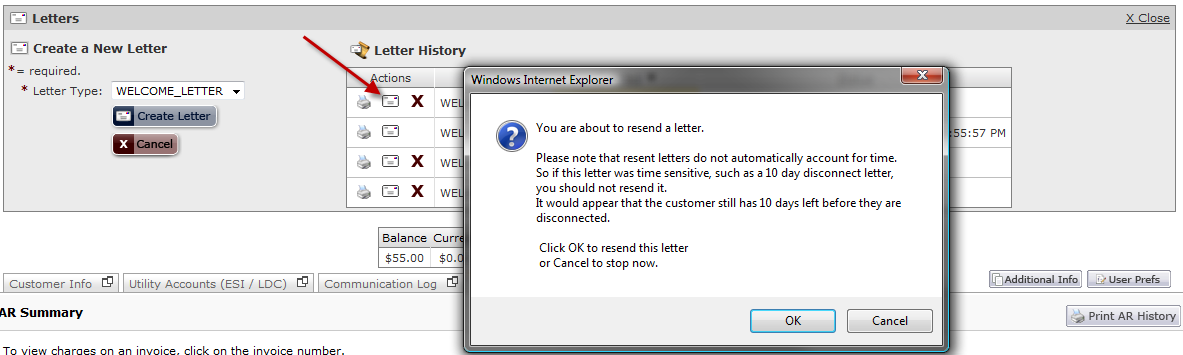 Letters
X Close
Create a New Letter
*= required.
* Letter Type: WELCOME_LETTER
Create Letter
X Cancel
Letter History
Actions
X WEL
WEL :55:57 PM
X WEL
X WEL
Windows Internet Explorer
You are about to resend a letter.
Please note that resent letters do not automatically account for time.
So if this letter was time sensitive, such as a 10 day disconnect letter,
you should not resend it.
It would appear that the customer still has 10 days left before they are
disconnected.
Click OK to resend this letter
or Cancel to stop now.
OK Cancel
Balance Curre
$55.00 $0.0
Customer Info Utility Accounts (ESI / LDC) Communication Log
Additional Info User Prefs
AR Summary
Print AR History
To view charges on an invoice, click on the invoice number.